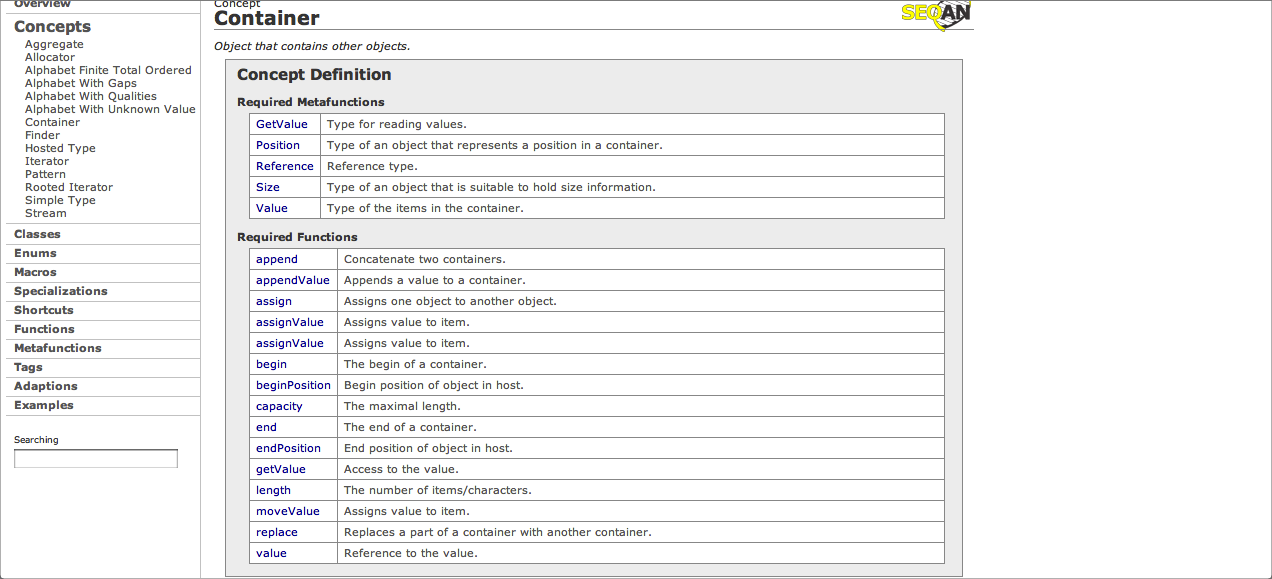 Overview
Concepts
Aggregate
Allocator
Alphabet Finite Total Ordered
Alphabet With Gaps
Alphabet With Qualities
Alphabet With Unknown Value
Container
Finder
Hosted Type
Iterator
Pattern
Rooted Iterator
Simple Type
Stream
Classes
Enums
Macros
Specializations
Shortcuts
Functions
Metafunctions
Tags
Adaptions
Examples
Searching
Concept
Container
SEQAN
Object that contains other objects.
Concept Definition
Required Metafunctions
GetValue Type for reading values.
Position Type of an object that represents a position in a container.
Reference Reference type.
Size Type of an object that is suitable to hold size information.
Value Type of the items in the container.
Required Functions
append Concatenate two containers.
appendValue Appends a value to a container.
assign Assigns one object to another object.
assignValue Assigns value to item.
assignValue Assigns value to item.
begin The begin of a container.
beginPosition Begin position of object in host.
capacity The maximal length.
end The end of a container.
endPosition End position of object in host.
getValue Access to the value.
length The number of items/characters.
moveValue Assigns value to item.
replace Replaces a part of a container with another container.
value Reference to the value.